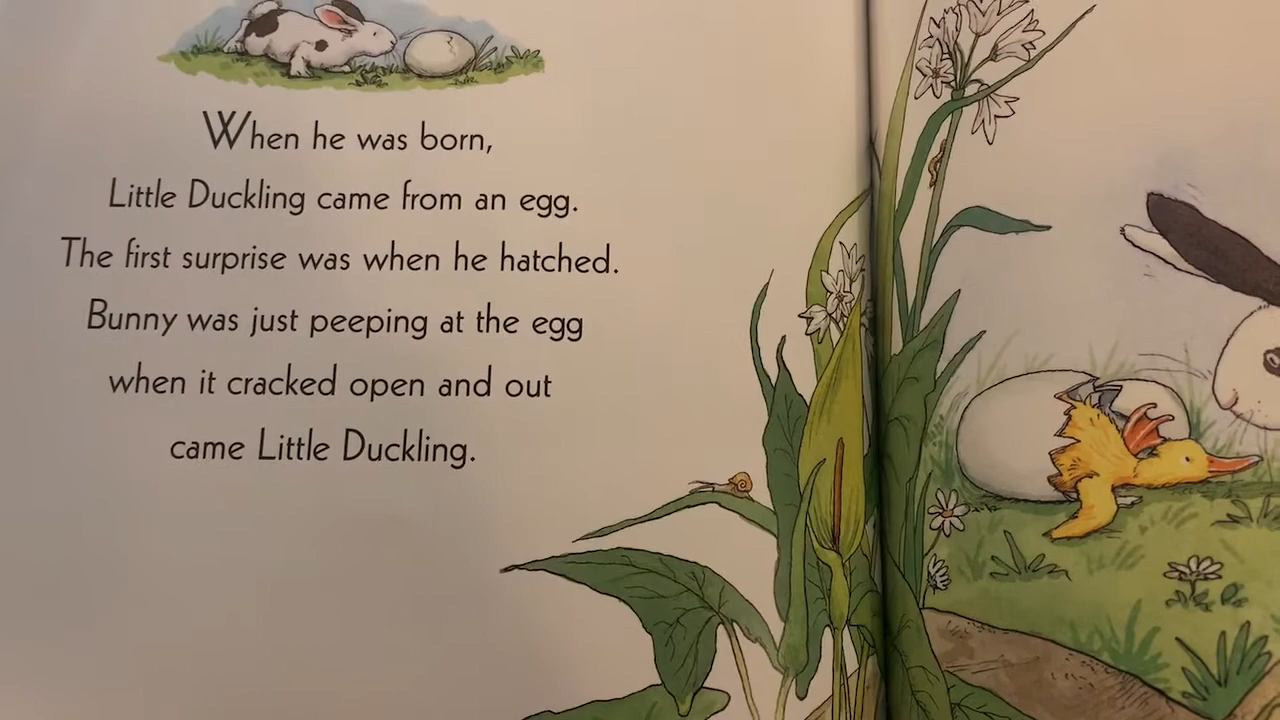 When he was born,
Little Duckling came from an egg.
The first surprise was when he hatched.
Bunny was just peeping at the egg
when it cracked open and out
came Little Duckling.